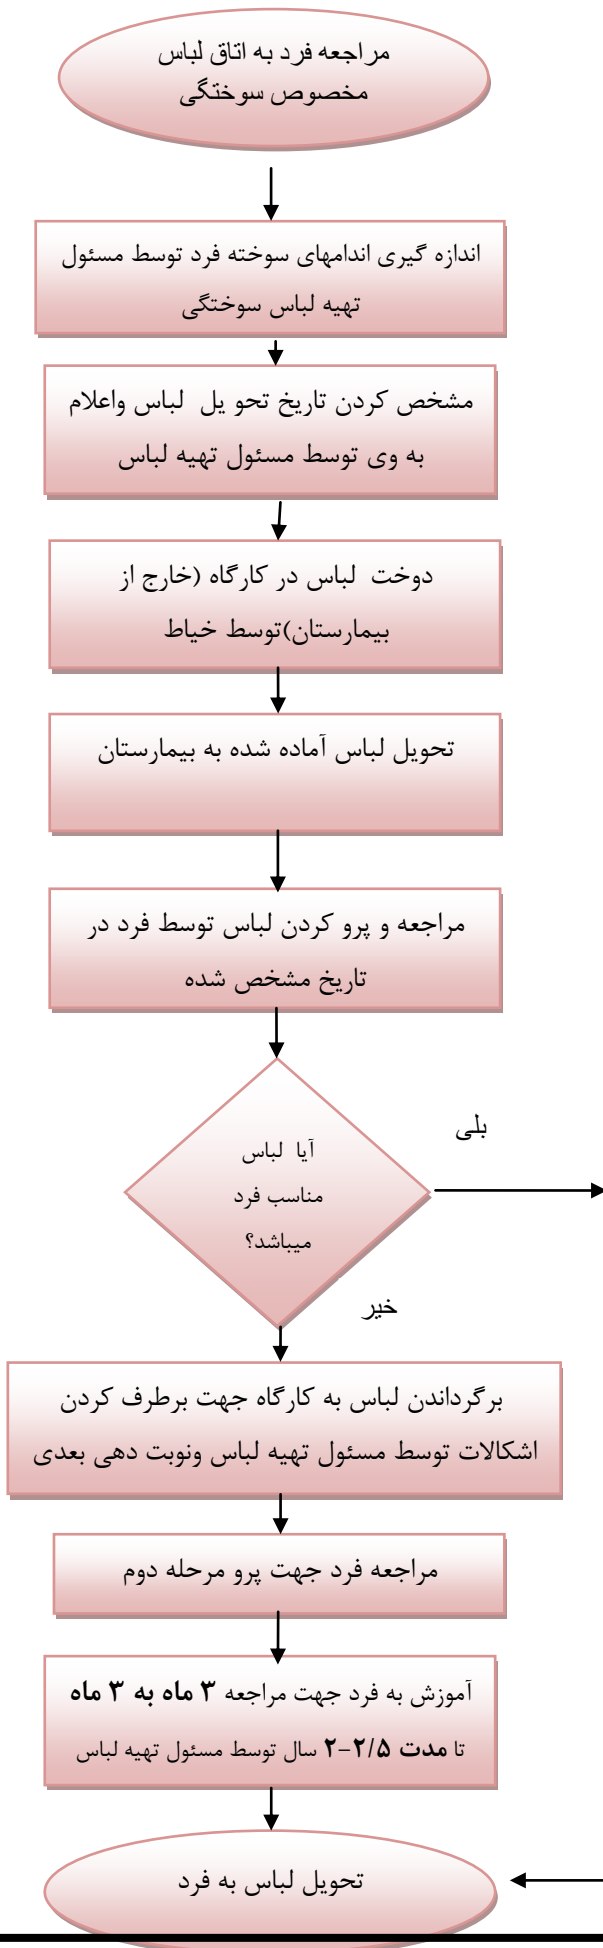 مراجعه فرد به اتاق لباس
مخصوص سوختگی
اندازه گیری اندامهای سوخته فرد توسط مسئول
تهیه لباس سوختگی
مشخص کردن تاریخ تحو یل لباس واعلام
به وی توسط مسئول تهیه لباس
دوخت لباس در کارگاه (خارج از
بیمارستان)توسط خیاط
تحویل لباس آماده شده به بیمارستان
مراجعه و پرو کردن لباس توسط فرد در
تاریخ مشخص شده
آیا لباس
مناسب فرد
میباشد؟
بلی
خیر
برگرداندن لباس به کارگاه جهت برطرف کردن
اشکالات توسط مسئول تهیه لباس ونوبت دهی بعدی
مراجعه فرد جهت پرو مرحله دوم
آموزش به فرد جهت مراجعه ۳ ماه به ۳ ماه
تا مدت ۲/۵-۲ سال توسط مسئول تهیه لباس
تحویل لباس به فرد